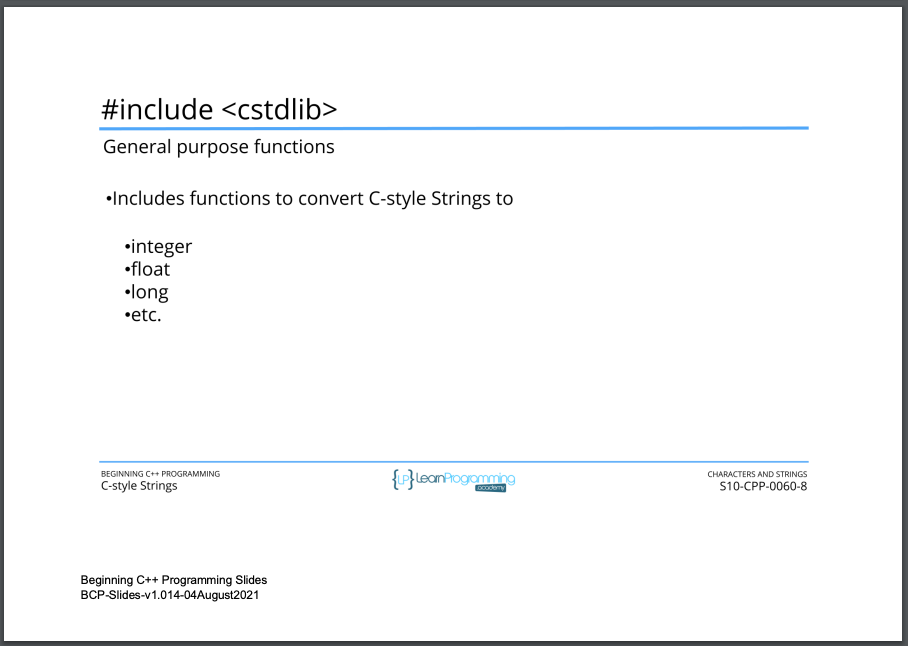 #include <cstdlib>
General purpose functions
•Includes functions to convert C-style Strings to
•integer
•float
•long
•etc.
BEGINNING C++ PROGRAMMING
C-style Strings
{LP}LearnProgramming
academy
CHARACTERS AND STRINGS
S10-CPP-0060-8
Beginning C++ Programming Slides
BCP-Slides-v1.014-04August2021